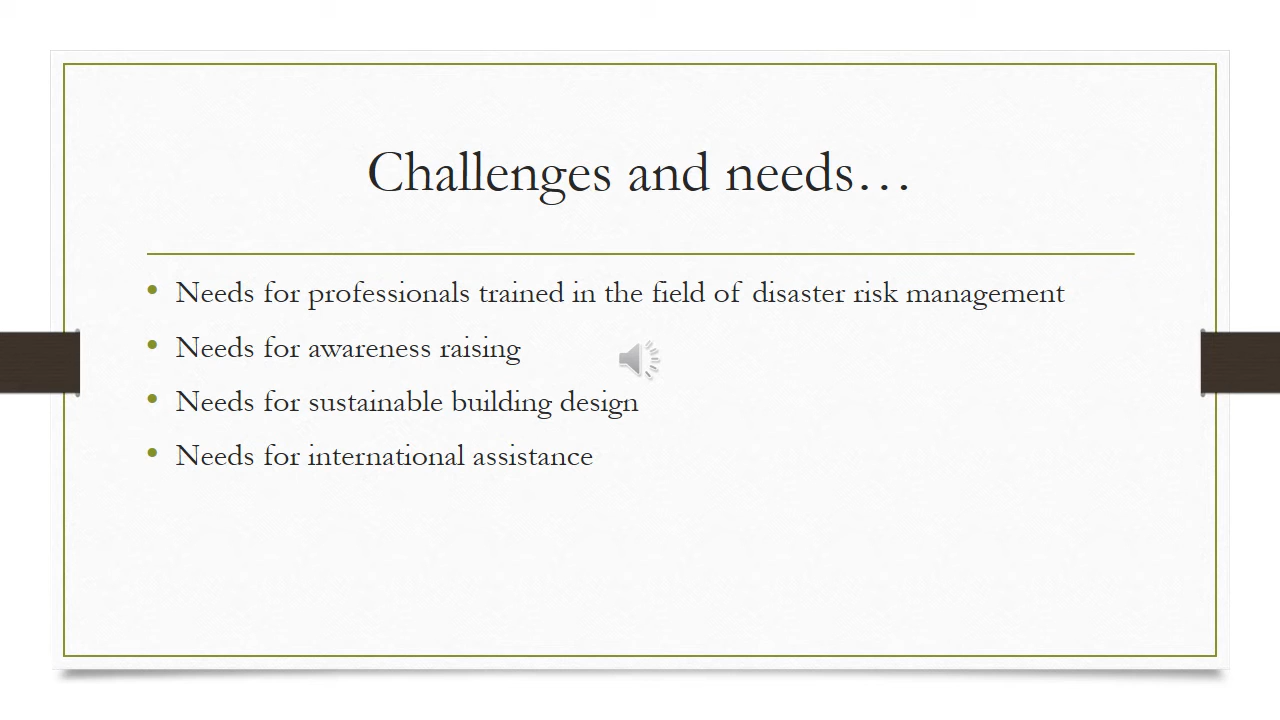 Challenges and needs…
• Needs for professionals trained in the field of disaster risk management
• Needs for awareness raising
• Needs for sustainable building design
• Needs for international assistance